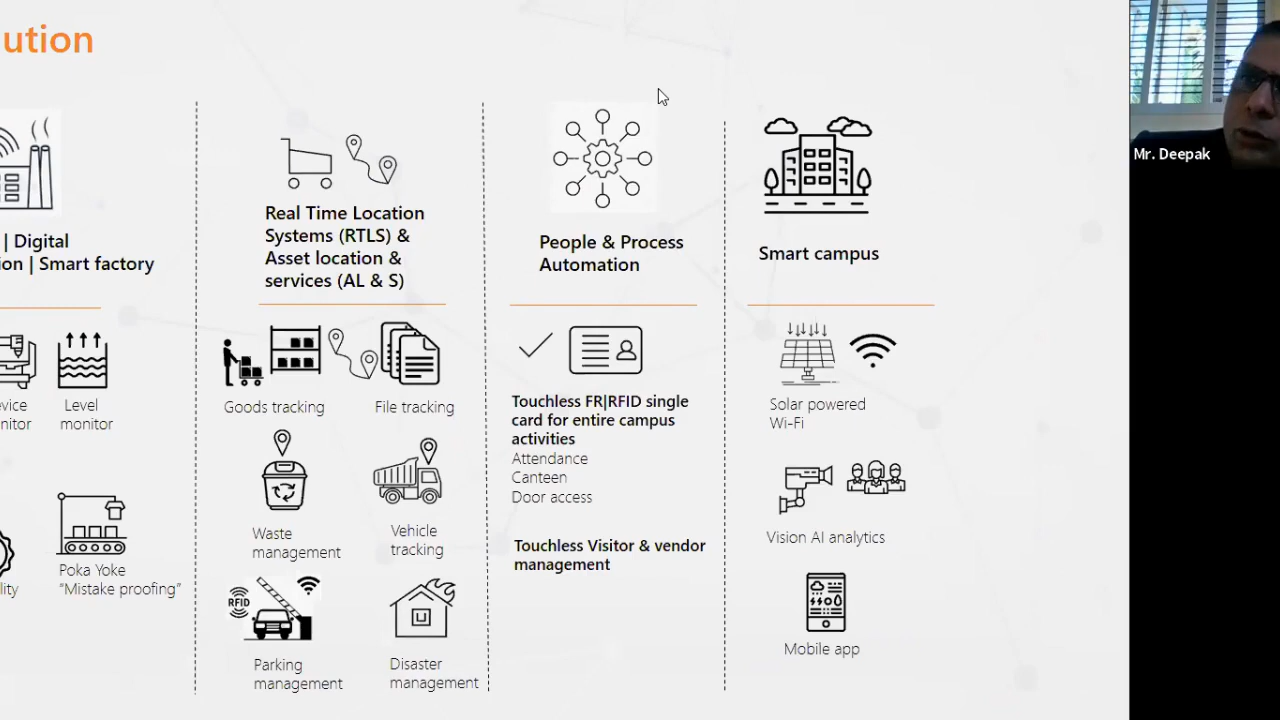 ution
| Digital
ion | Smart factory
evice
nitor
Level
monitor
lity
Poka Yoke
“Mistake proofing”
Real Time Location
Systems (RTLS) &
Asset location &
services (AL & S)
Goods tracking
File tracking
Waste
management
Vehicle
tracking
RFID
Parking
management
Disaster
management
People & Process
Automation
Touchless FR|RFID single
card for entire campus
activities
Attendance
Canteen
Door access
Touchless Visitor & vendor
management
Smart campus
Solar powered
Wi-Fi
Vision AI analytics
Mobile app
Mr. Deepak